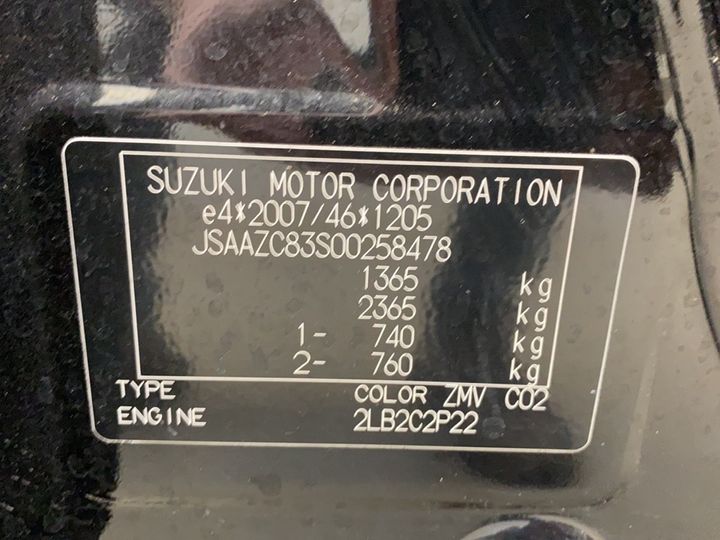 SUZUKI MOTOR CORPORATION
e4*2007/46*1205
JSAAZC83S00258478
1365 kg
2365 kg
1- 740 kg
2- 760 kg
TYPE COLOR ZMV C02
ENGINE 2LB2C2P22